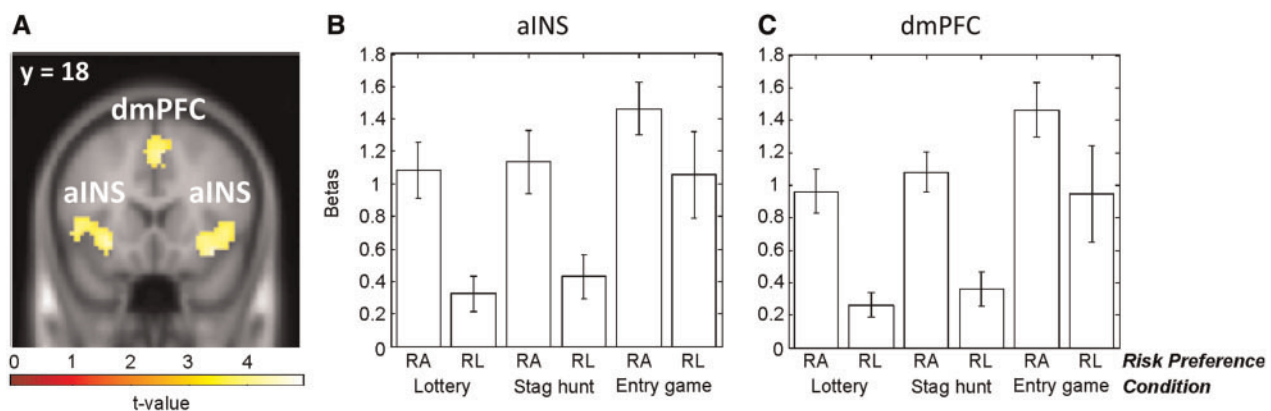 A
y = 18
dmPFC
aINS aINS
0 1 2 3 4
t-value
B
aINS
Betas
1.8
1.6
1.4
1.2
1
0.8
0.6
0.4
0.2
0
RA RL RA RL RA RL
Lottery Stag hunt Entry game
C
dmPFC
1.8
1.6
1.4
1.2
1
0.8
0.6
0.4
0.2
0
RA RL RA RL RA RL Risk Preference
Lottery Stag hunt Entry game Condition